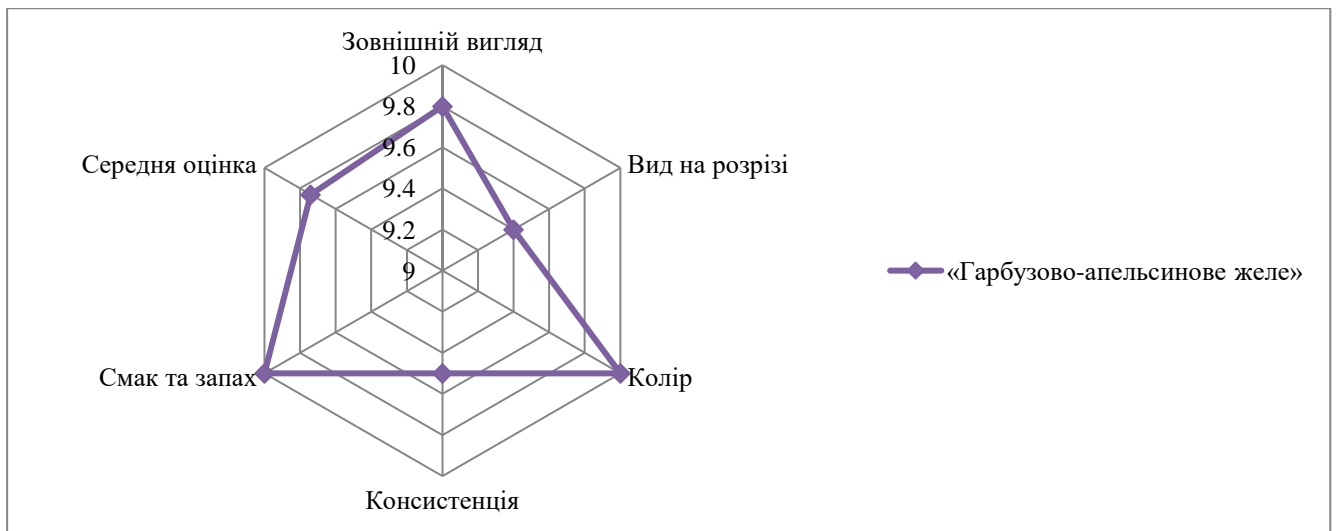 Зовнішній вигляд
10
9.8
9.6
9.4
9.2
9
Вид на розрізі
Колір
Консистенція
Смак та запах
Середня оцінка
«Гарбузово-апельсинове желе»